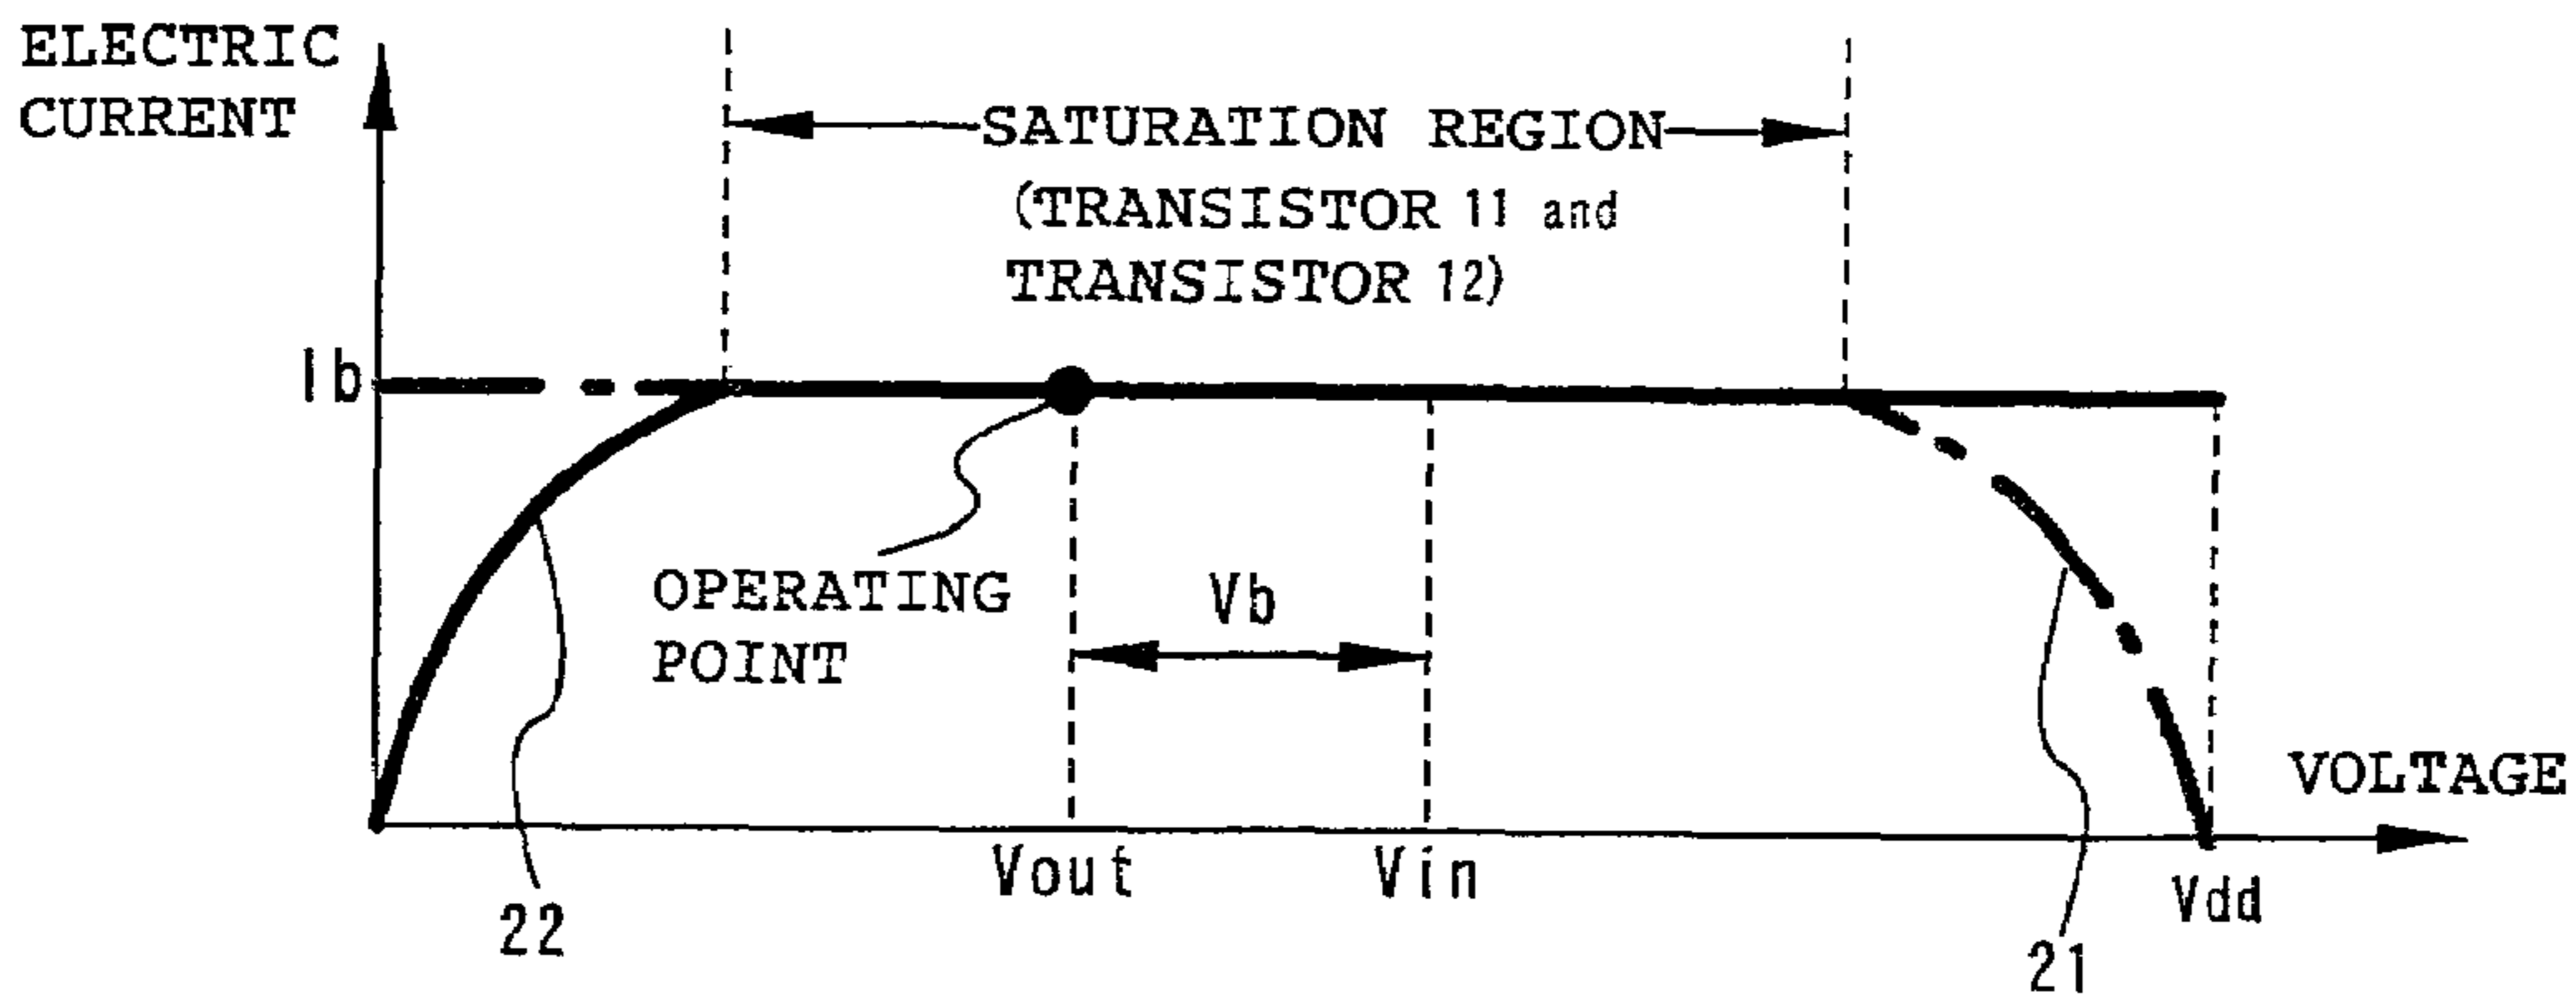 ELECTRIC
CURRENT
SATURATION REGION
(TRANSISTOR 11 and
TRANSISTOR 12)
Ib
OPERATING
POINT
Vb
VOLTAGE
Vout
Vin
Vdd
22
21